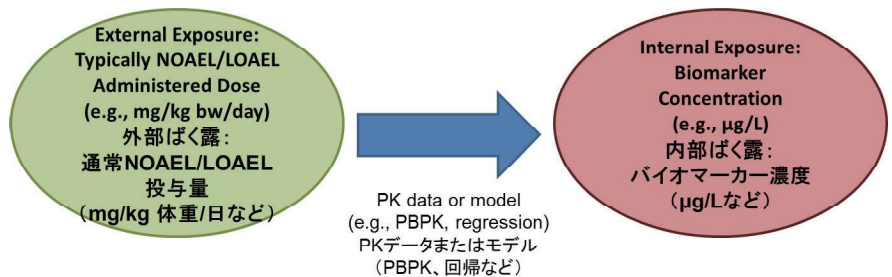 External Exposure:
Typically NOAEL/LOAEL
Administered Dose
(e.g., mg/kg bw/day)
外部ばく露：
通常NOAEL/LOAEL
投与量
（mg/kg 体重/日など）
PK data or model
(e.g., PBPK, regression)
PKデータまたはモデル
（PBPK、回帰など）
Internal Exposure:
Biomarker
Concentration
(e.g., µg/L)
内部ばく露：
バイオマーカー濃度
（µg/Lなど）